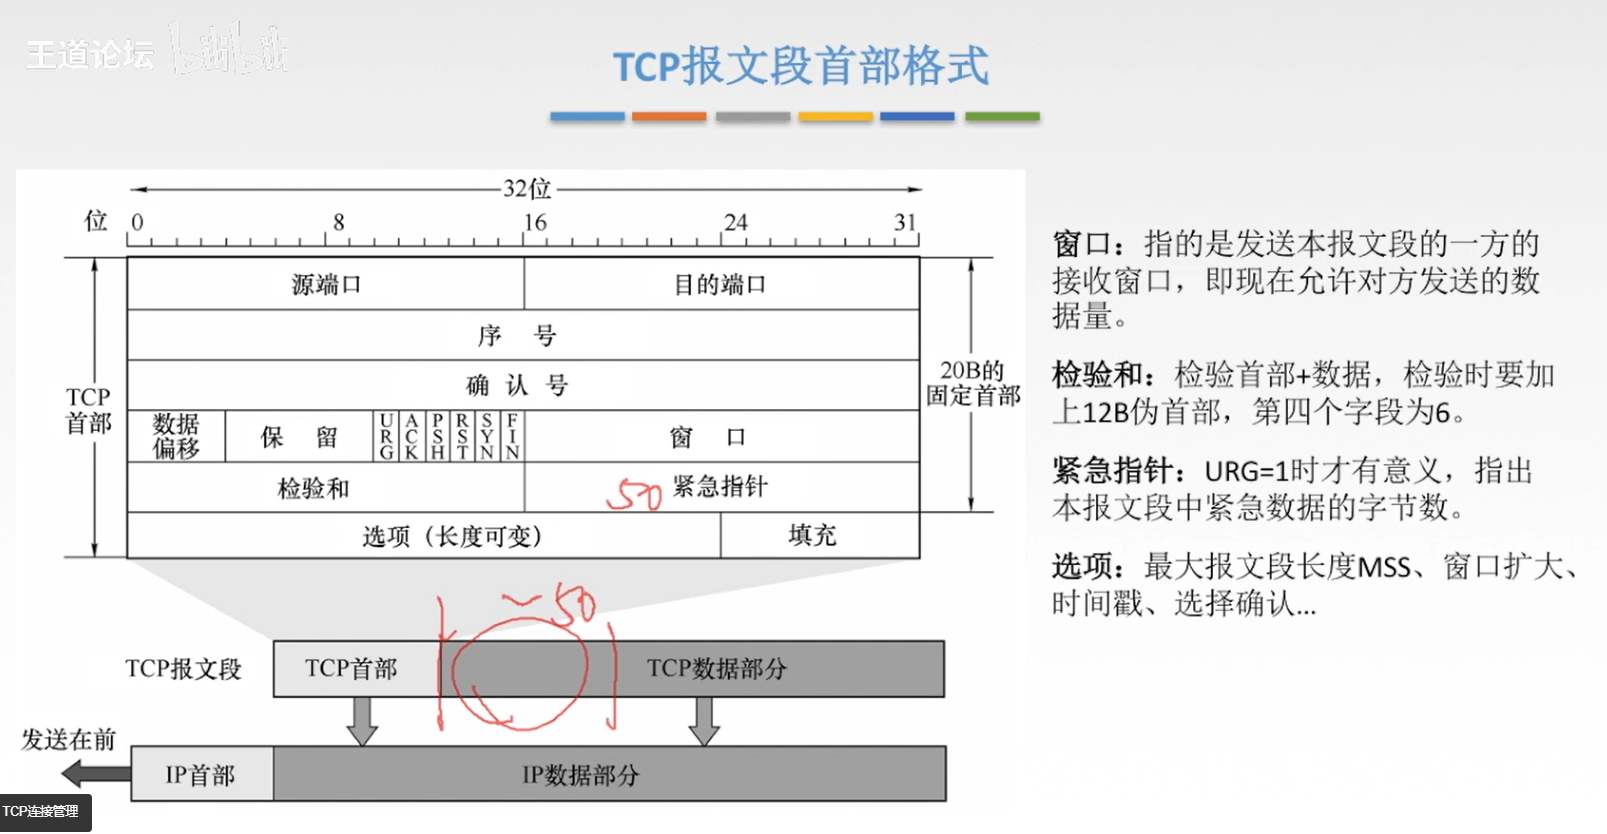 王道论坛 bilibili
TCP报文段首部格式
32位
位 0 8 16 24 31
源端口 目的端口
序 号
确 认 号
TCP
首部
20B的
固定首部
数据
偏移
保 留
URG ACK PSH RST SYN FIN
窗 口
检验和 50 紧急指针
选项（长度可变） 填充
50
TCP报文段 TCP首部 TCP数据部分
发送在前
IP首部 IP数据部分
TCP连接管理
窗口：指的是发送本报文段的一方的
接收窗口，即现在允许对方发送的数
据量。
检验和：检验首部+数据，检验时要加
上12B伪首部，第四个字段为6。
紧急指针：URG=1时才有意义，指出
本报文段中紧急数据的字节数。
选项：最大报文段长度MSS、窗口扩大、
时间戳、选择确认...